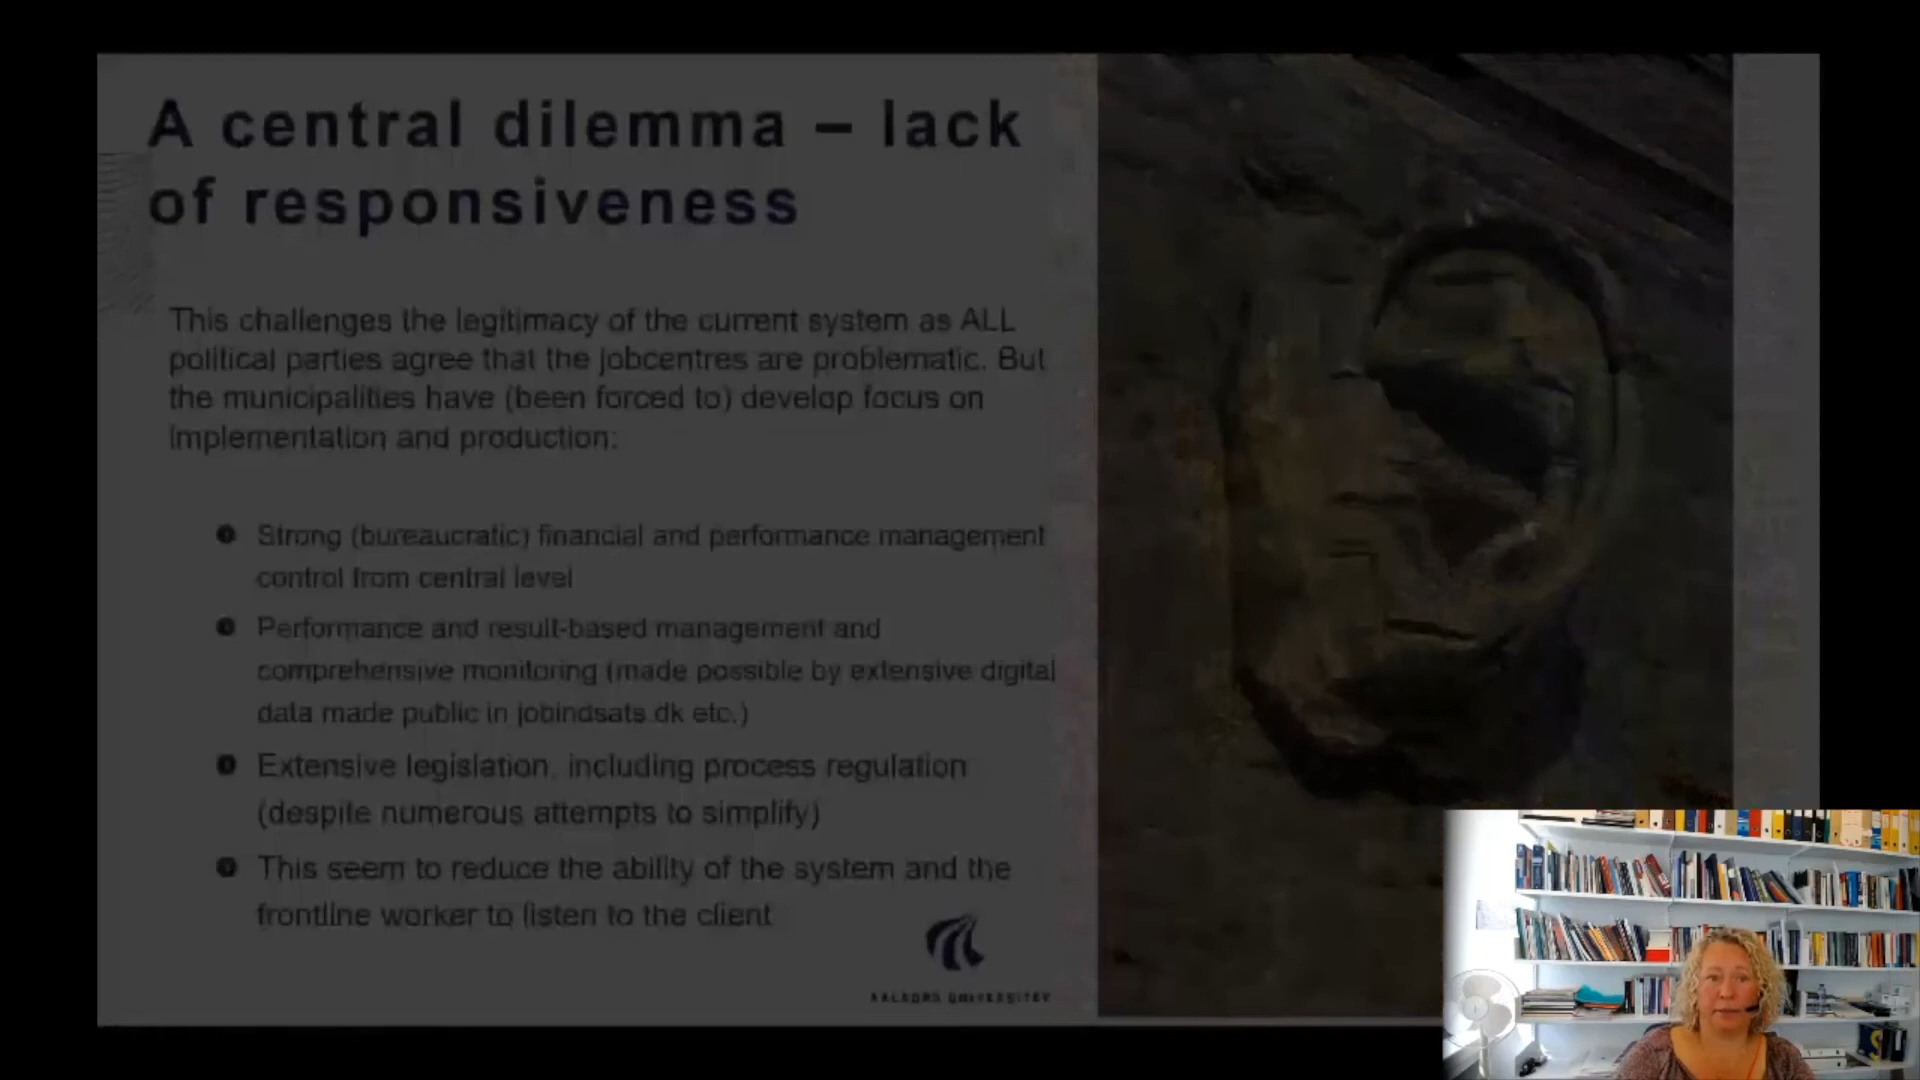 A central dilemma – lack
of responsiveness
This challenges the legitimacy of the current system as ALL
political parties agree that the jobcentres are problematic. But
the municipalities have (been forced to) develop focus on
implementation and production:
Strong (bureaucratic) financial and performance management
control from central level
Performance and result-based management and
comprehensive monitoring (made possible by extensive digital
data made public in jobindsats.dk etc.)
Extensive legislation, including process regulation
(despite numerous attempts to simplify)
This seem to reduce the ability of the system and the
frontline worker to listen to the client
AALBORG UNIVERSITET